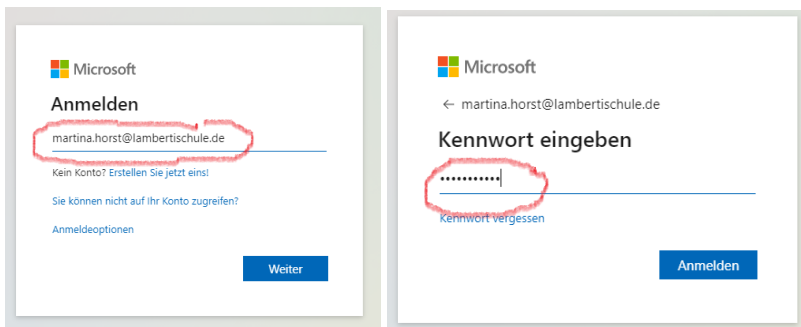 Microsoft
Anmelden
martina.horst@lambertischule.de
Kein Konto? Erstellen Sie jetzt eins!
Sie können nicht auf Ihr Konto zugreifen?
Anmeldeoptionen
Weiter
Microsoft
← martina.horst@lambertischule.de
Kennwort eingeben
•••••••••••
Kennwort vergessen
Anmelden